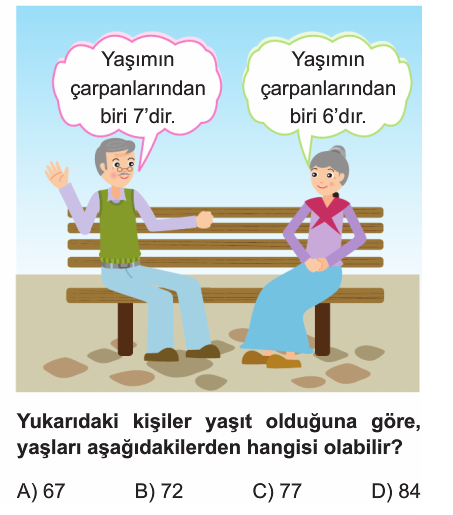 Yaşımın
çarpanlarından
biri 7’dir.
Yaşımın
çarpanlarından
biri 6’dır.
Yukarıdaki kişiler yaşıt olduğuna göre,
yaşları aşağıdakilerden hangisi olabilir?
A) 67 B) 72 C) 77 D) 84